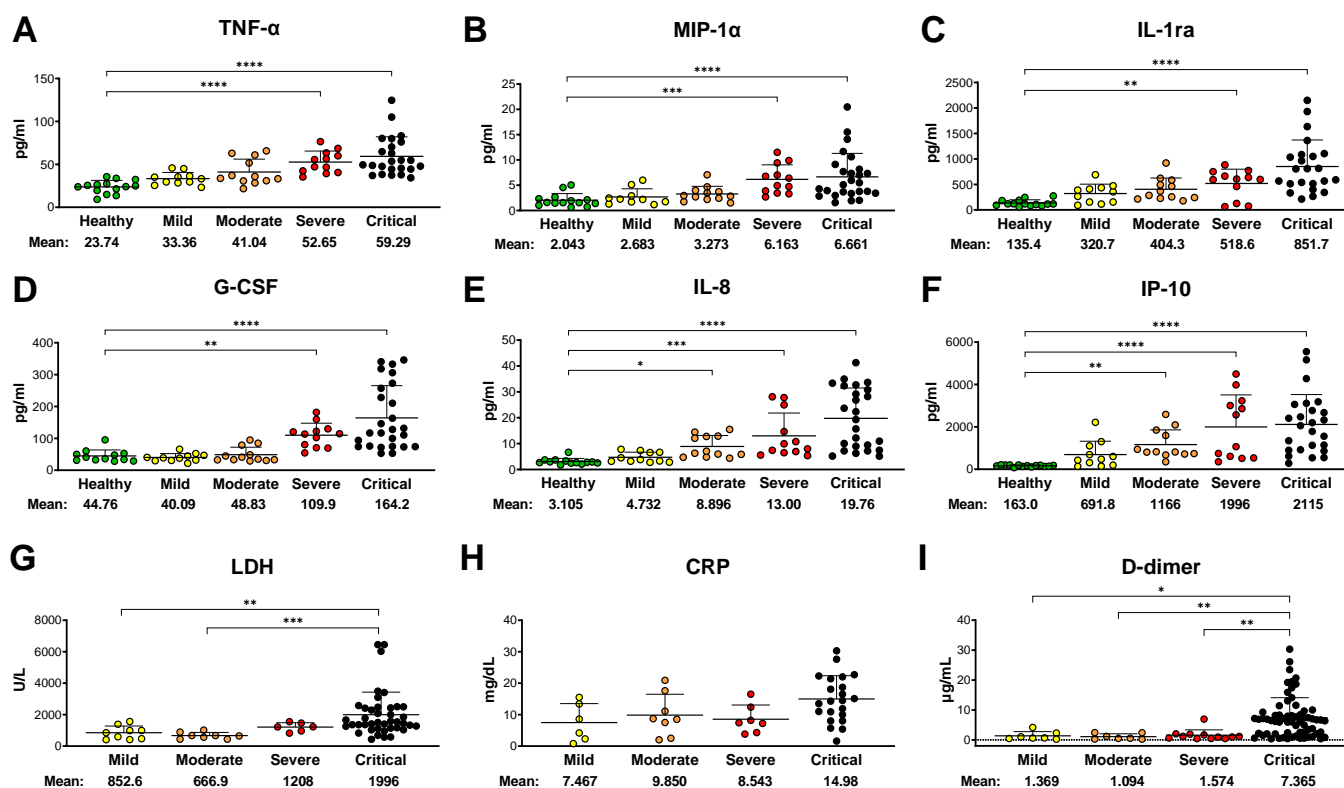 A
TNF-α
****
****
pg/ml
150
100
50
0
Healthy Mild Moderate Severe Critical
Mean: 23.74 33.36 41.04 52.65 59.29
B
MIP-1α
****
***
pg/ml
25
20
15
10
5
0
Healthy Mild Moderate Severe Critical
Mean: 2.043 2.683 3.273 6.163 6.661
C
IL-1ra
****
**
pg/ml
2500
2000
1500
1000
500
0
Healthy Mild Moderate Severe Critical
Mean: 135.4 320.7 404.3 518.6 851.7
D
G-CSF
****
**
pg/ml
400
300
200
100
0
Healthy Mild Moderate Severe Critical
Mean: 44.76 40.09 48.83 109.9 164.2
E
IL-8
****
***
*
pg/ml
50
40
30
20
10
0
Healthy Mild Moderate Severe Critical
Mean: 3.105 4.732 8.896 13.00 19.76
F
IP-10
****
****
**
pg/ml
6000
4000
2000
0
Healthy Mild Moderate Severe Critical
Mean: 163.0 691.8 1166 1996 2115
G
LDH
**
***
U/L
8000
6000
4000
2000
0
Mild Moderate Severe Critical
Mean: 852.6 666.9 1208 1996
H
CRP
mg/dL
40
30
20
10
0
Mild Moderate Severe Critical
Mean: 7.467 9.850 8.543 14.98
I
D-dimer
*
**
**
µg/mL
40
30
20
10
0
Mild Moderate Severe Critical
Mean: 1.369 1.094 1.574 7.365